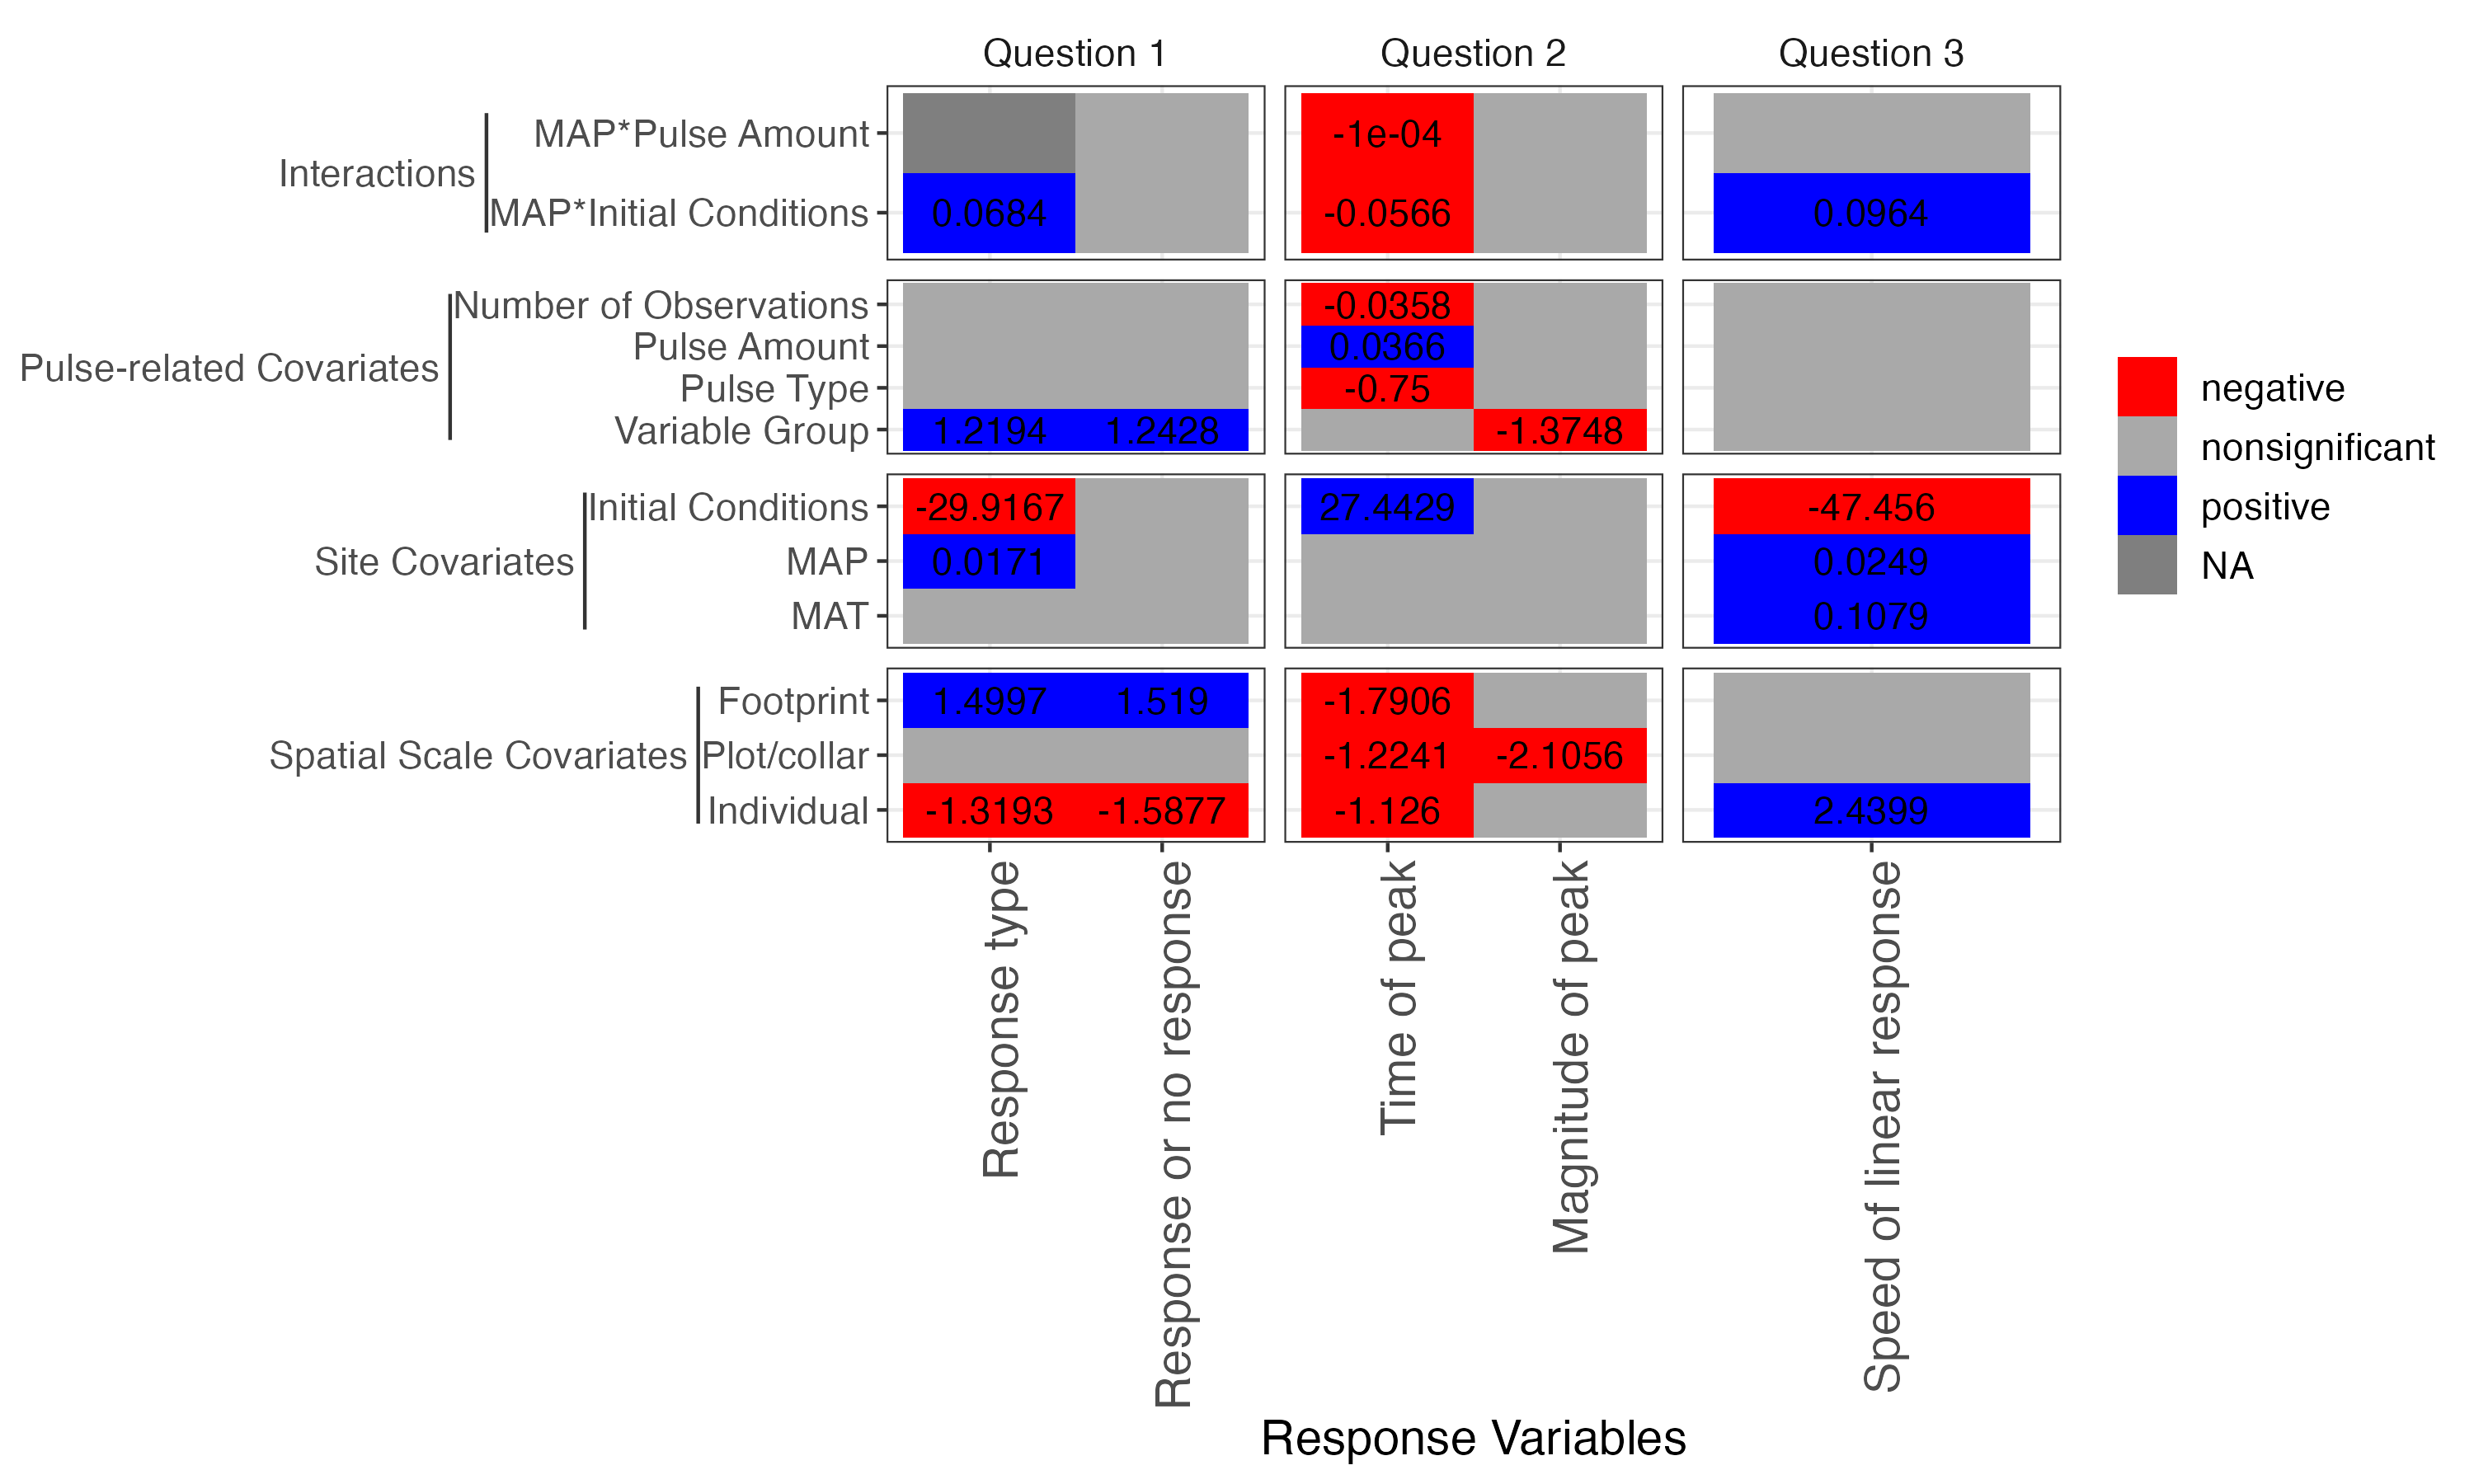 Question 1 Question 2 Question 3
Interactions
MAP*Pulse Amount -1e-04
MAP*Initial Conditions 0.0684 -0.0566 0.0964
Pulse-related Covariates
Number of Observations -0.0358
Pulse Amount 0.0366
Pulse Type -0.75
Variable Group 1.2194 1.2428 -1.3748
Site Covariates
Initial Conditions -29.9167 27.4429 -47.456
MAP 0.0171 0.0249
MAT 0.1079
Spatial Scale Covariates
Footprint 1.4997 1.519 -1.7906
Plot/collar -1.2241 -2.1056
Individual -1.3193 -1.5877 -1.126 2.4399
negative
nonsignificant
positive
NA
Response type
Response or no response
Time of peak
Magnitude of peak
Speed of linear response
Response Variables